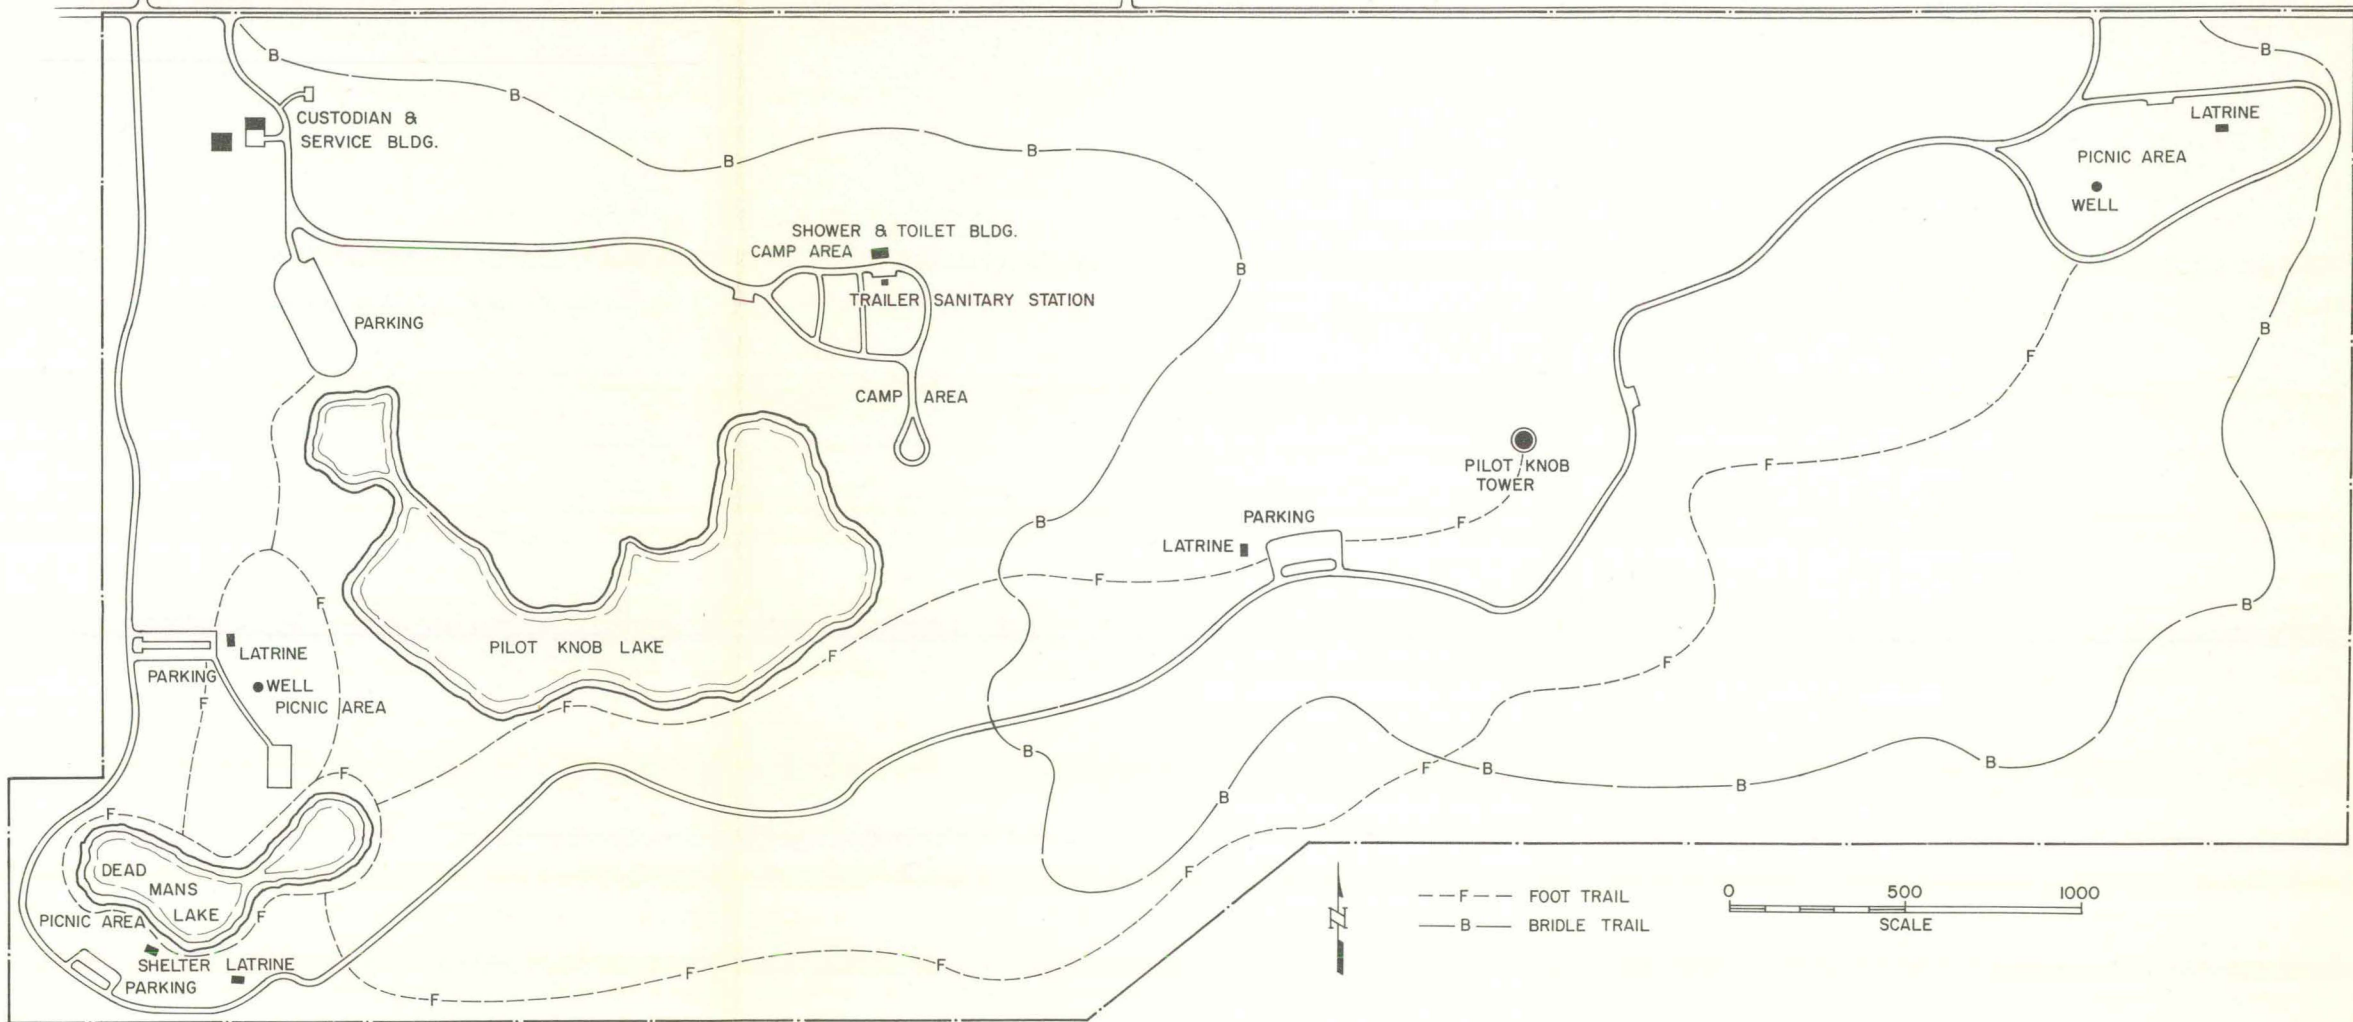 B
B
B
B
B
B
B
B
CUSTODIAN &
SERVICE BLDG.
LATRINE
PICNIC AREA
WELL
SHOWER & TOILET BLDG.
CAMP AREA
TRAILER SANITARY STATION
PARKING
CAMP AREA
F
F
PILOT KNOB
TOWER
PARKING
LATRINE
B
F
F
F
B
PILOT KNOB LAKE
F
F
F
LATRINE
PARKING
WELL
PICNIC AREA
F
F
B
F
B
B
B
B
F
F
DEAD
MANS
LAKE
PICNIC AREA
F
SHELTER
LATRINE
PARKING
F
F
F
F
N
F FOOT TRAIL
B BRIDLE TRAIL
0 500 1000
SCALE